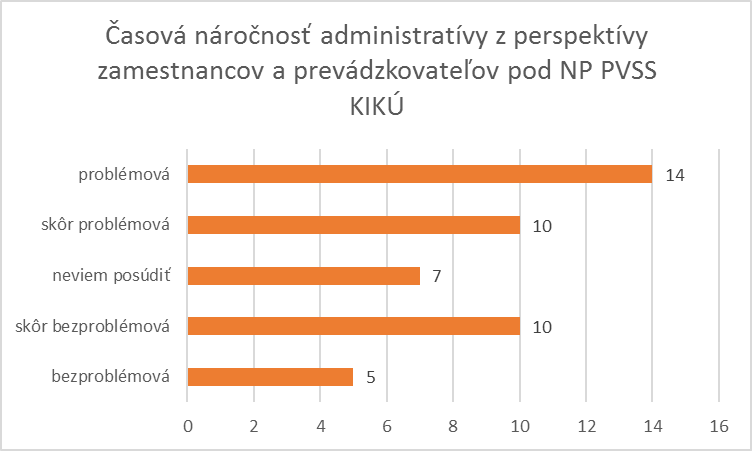 Časová náročnosť administratívy z perspektívy
zamestnancov a prevádzkovateľov pod NP PVSS
KIKÚ
problémová 14
skôr problémová 10
neviem posúdiť 7
skôr bezproblémová 10
bezproblémová 5
0 2 4 6 8 10 12 14 16